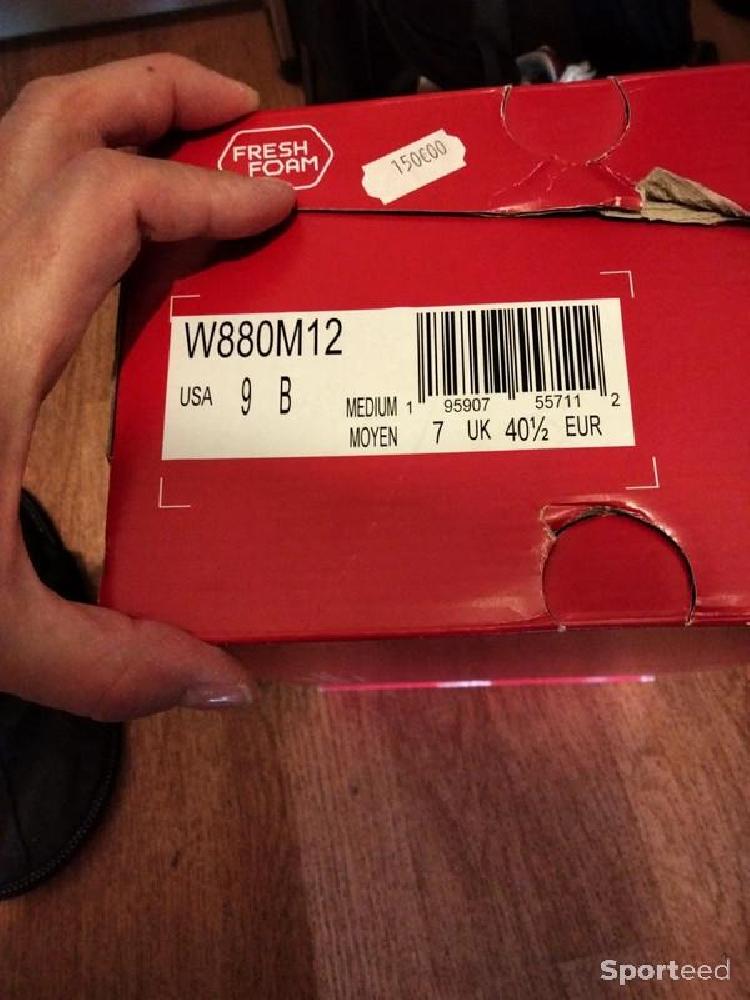 FRESH
FOAM
150€00
W880M12
USA 9 B
MEDIUM
MOYEN
1 95907 55711 2
7 UK 40½ EUR
Sporteed